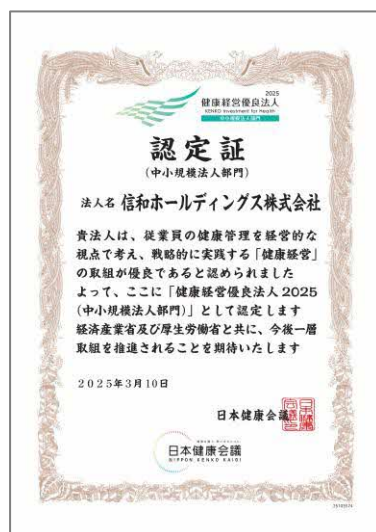 2025
健康経営優良法人
KENKO Investment for Health
中小規模法人部門
認定証
(中小規模法人部門)
法人名 信和ホールディングス株式会社
貴法人は、従業員の健康管理を経営的な
視点で考え、戦略的に実践する「健康経営」
の取組が優良であると認められました
よって、ここに「健康経営優良法人2025
(中小規模法人部門)」として認定します
経済産業省及び厚生労働省と共に、今後一層
取組を推進されることを期待いたします
2025年3月10日
日本健康会議
日本健康会議
NIPPON KENKO KAIGI